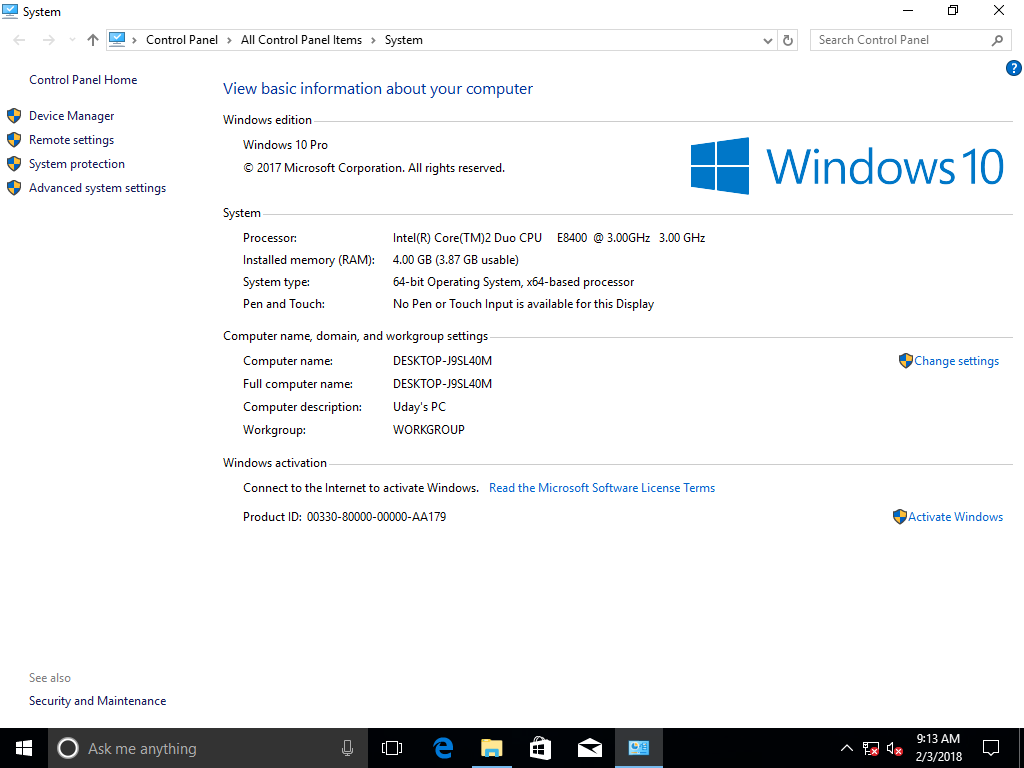 System
Control Panel > All Control Panel Items > System
Search Control Panel
?
Control Panel Home
Device Manager
Remote settings
System protection
Advanced system settings
View basic information about your computer
Windows edition
Windows 10 Pro
© 2017 Microsoft Corporation. All rights reserved.
Windows 10
System
Processor: Intel(R) Core(TM)2 Duo CPU E8400 @ 3.00GHz 3.00 GHz
Installed memory (RAM): 4.00 GB (3.87 GB usable)
System type: 64-bit Operating System, x64-based processor
Pen and Touch: No Pen or Touch Input is available for this Display
Computer name, domain, and workgroup settings
Computer name: DESKTOP-J9SL40M
Change settings
Full computer name: DESKTOP-J9SL40M
Computer description: Uday's PC
Workgroup: WORKGROUP
Windows activation
Connect to the Internet to activate Windows. Read the Microsoft Software License Terms
Product ID: 00330-80000-00000-AA179
Activate Windows
See also
Security and Maintenance
Ask me anything
9:13 AM
2/3/2018